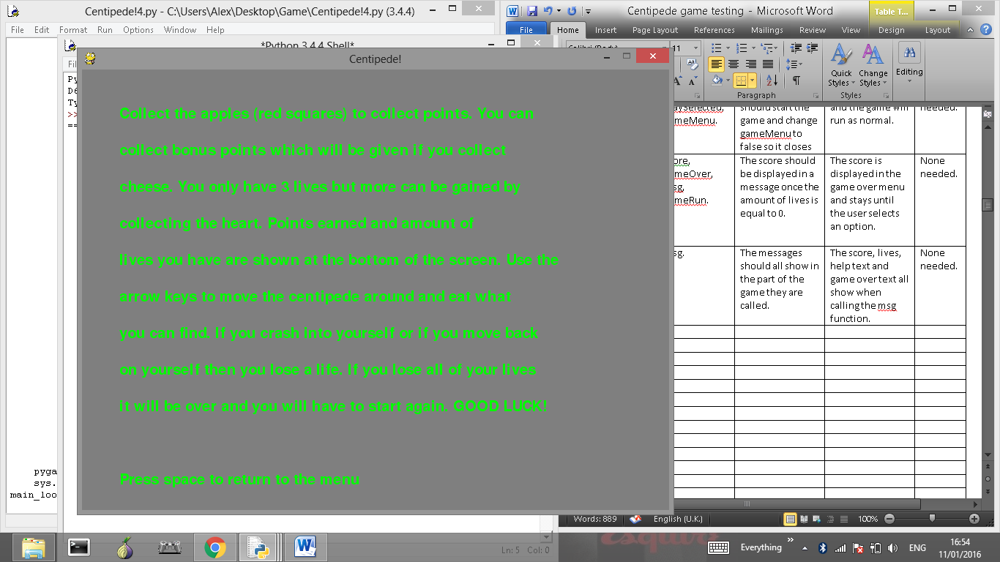 Centipede!4.py - C:\Users\Alex\Desktop\Game\Centipede!4.py (3.4.4)
File Edit Format Run Options Window Help
*Python 3.4.4 Shell*
Centipede!
Collect the apples (red squares) to collect points. You can
collect bonus points which will be given if you collect
cheese. You only have 3 lives but more can be gained by
collecting the heart. Points earned and amount of
lives you have are shown at the bottom of the screen. Use the
arrow keys to move the centipede around and eat what
you can find. If you crash into yourself or if you move back
on yourself then you lose a life. If you lose all of your lives
it will be over and you will have to start again. GOOD LUCK!
Press space to return to the menu
pyga
sys.
main_loo
Ln: 5 Col: 0
Centipede game testing - Microsoft Word
Table T...
File Home Insert Page Layout References Mailings Review View Design Layout
11
Quick Styles
Change Styles
Editing
Paragraph
Styles
should start the
game and change
gameMenu to
false so it closes
and the game will
run as normal.
needed.
The score should
be displayed in a
message once the
amount of lives is
equal to 0.
The score is
displayed in the
game over menu
and stays until
the user selects
an option.
None
needed.
The messages
should all show in
the part of the
game they are
called.
The score, lives,
help text and
game over text all
show when
calling the msg
function.
None
needed.
Words: 889 English (U.K.) 100%
Everything
ENG
16:54
11/01/2016